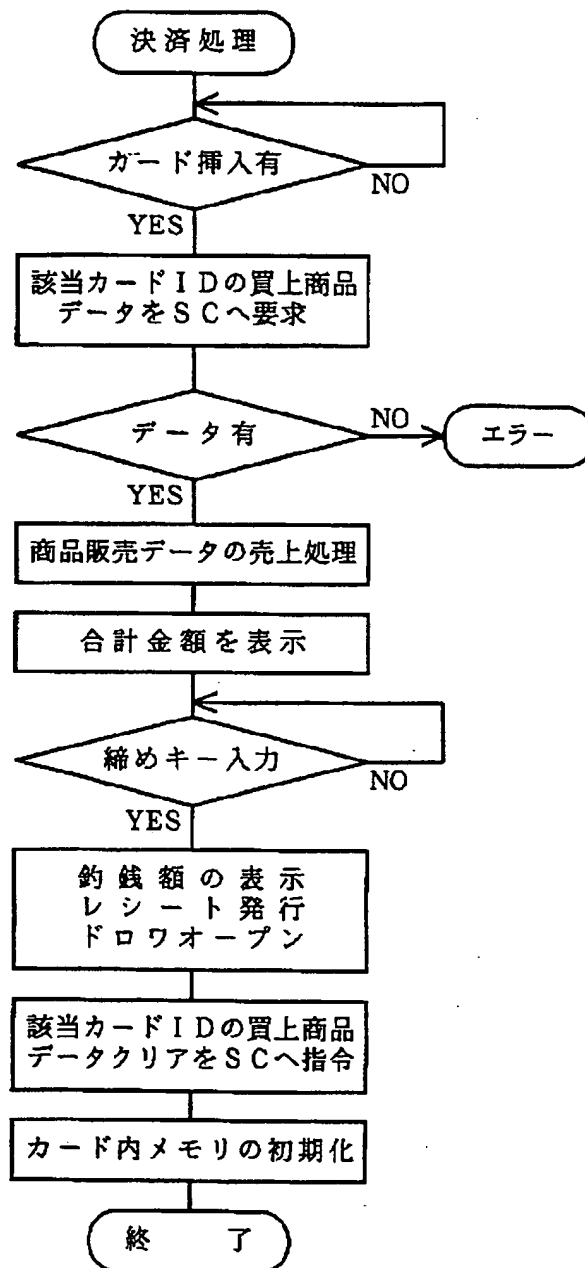 決済処理
ガード挿入有
NO
YES
該当カードIDの買上商品
データをSCへ要求
データ有
NO
エラー
YES
商品販売データの売上処理
合計金額を表示
締めキー入力
NO
YES
釣銭額の表示
レシート発行
ドロワオープン
該当カードIDの買上商品
データクリアをSCへ指令
カード内メモリの初期化
終了